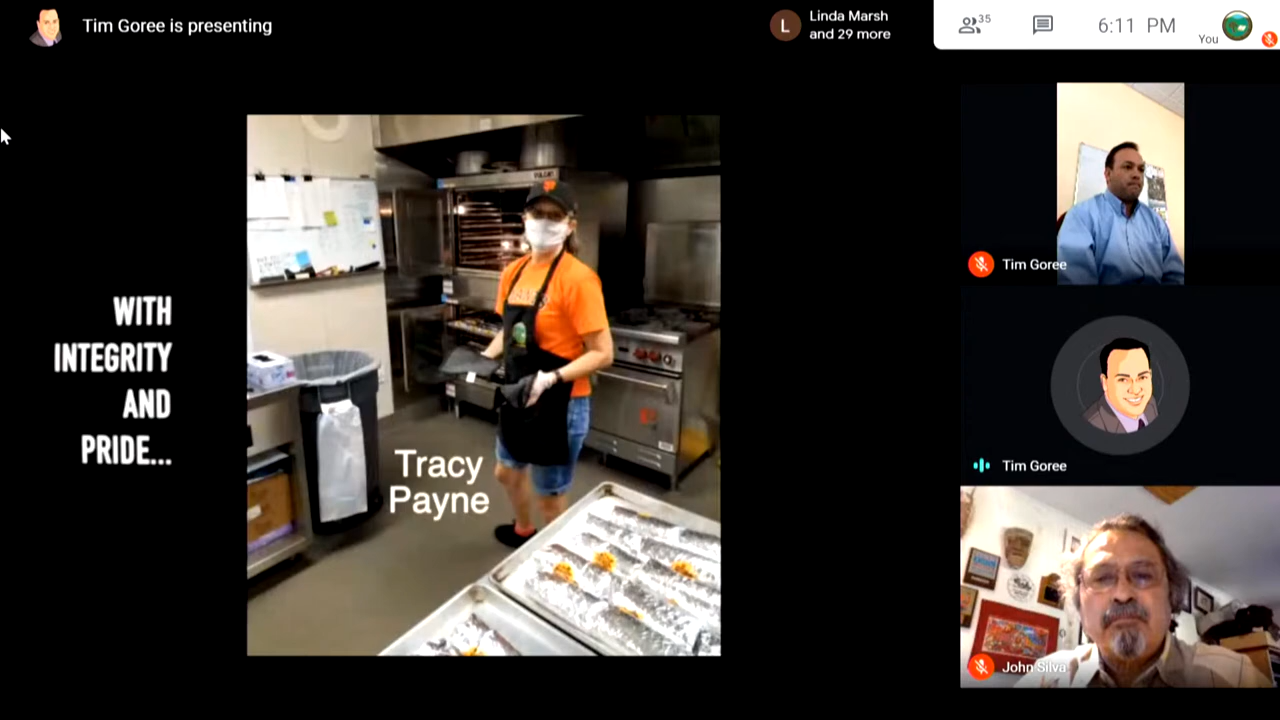 Tim Goree is presenting
Linda Marsh
and 29 more
35
6:11 PM
You
WITH
INTEGRITY
AND
PRIDE...
VULCAN
Tracy
Payne
Tim Goree
Tim Goree
John Silva